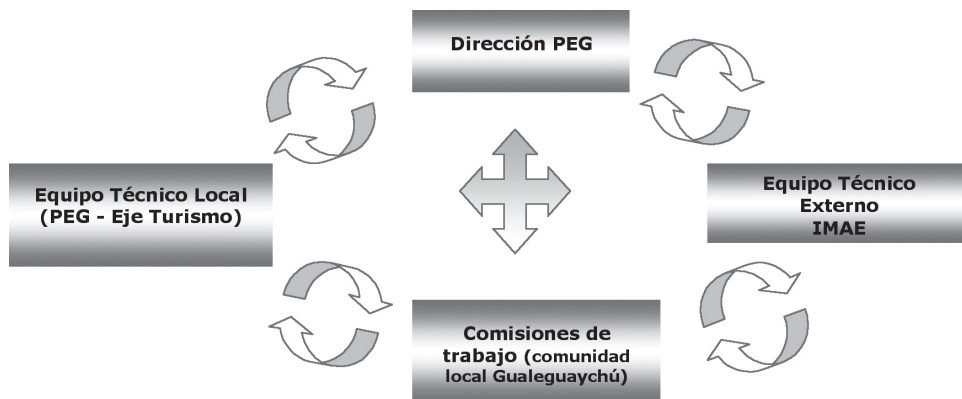 Dirección PEG
Equipo Técnico Local
(PEG - Eje Turismo)
Equipo Técnico
Externo
IMAE
Comisiones de
trabajo (comunidad
local Gualeguaychú)